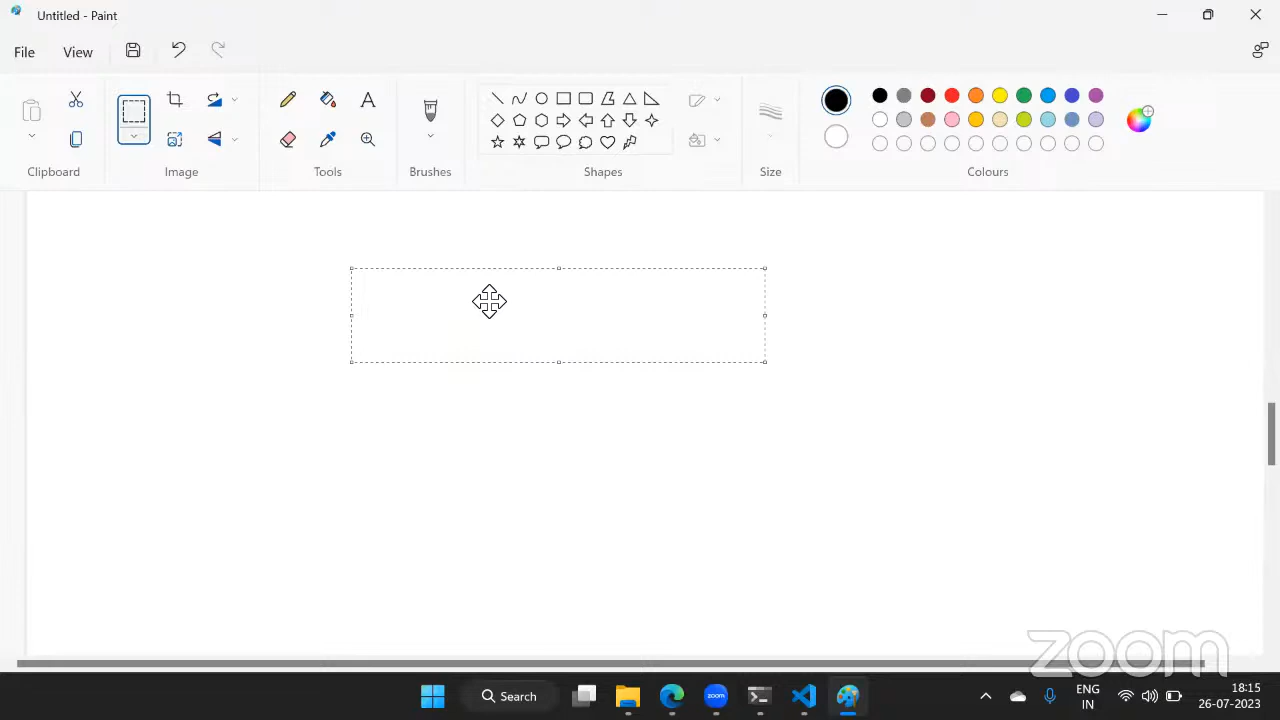 Untitled - Paint
File View
Clipboard Image Tools Brushes Shapes Size Colours
zoom
Search
zoom
ENG
IN
18:15
26-07-2023